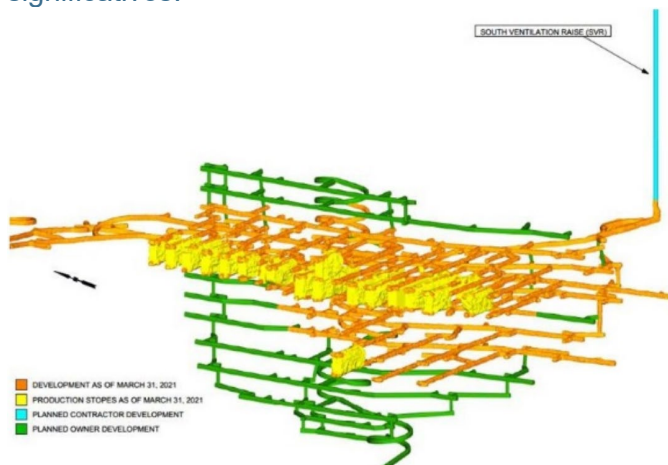 significatives.
SOUTH VENTILATION RAISE (SVR)
DEVELOPMENT AS OF MARCH 31, 2021
PRODUCTION STOPES AS OF MARCH 31, 2021
PLANNED CONTRACTOR DEVELOPMENT
PLANNED OWNER DEVELOPMENT